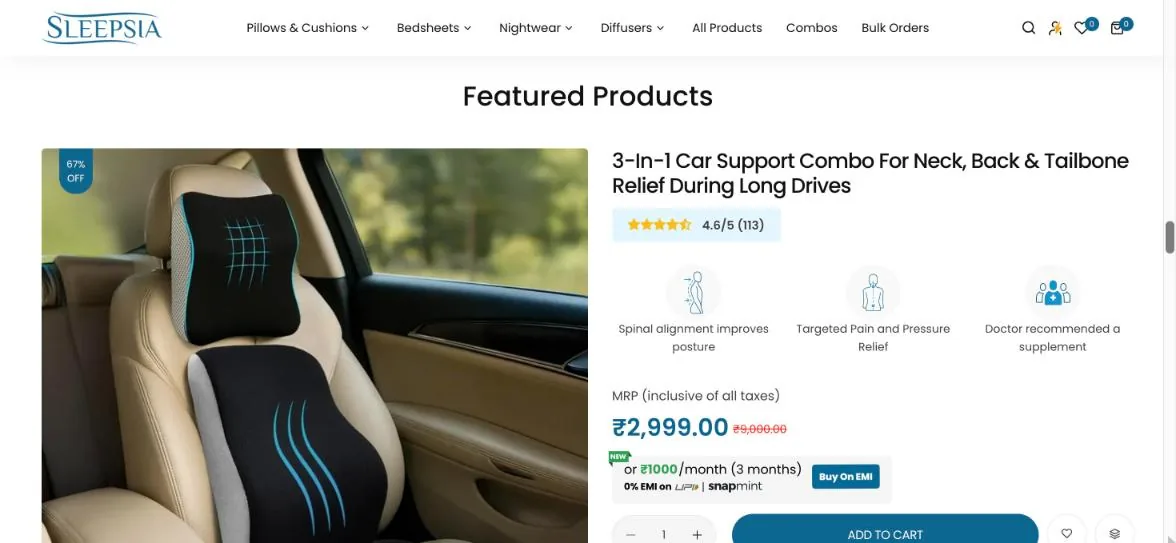 SLEEPSIA
Pillows & Cushions
Bedsheets
Nightwear
Diffusers
All Products
Combos
Bulk Orders
0
0
Featured Products
67%
OFF
3-In-1 Car Support Combo For Neck, Back & Tailbone
Relief During Long Drives
4.6/5 (113)
Spinal alignment improves
posture
Targeted Pain and Pressure
Relief
Doctor recommended a
supplement
MRP (inclusive of all taxes)
₹2,999.00 ₹9,000.00
NEW
or ₹1000/month (3 months)
0% EMI on UPI | snapmint
Buy On EMI
1
ADD TO CART